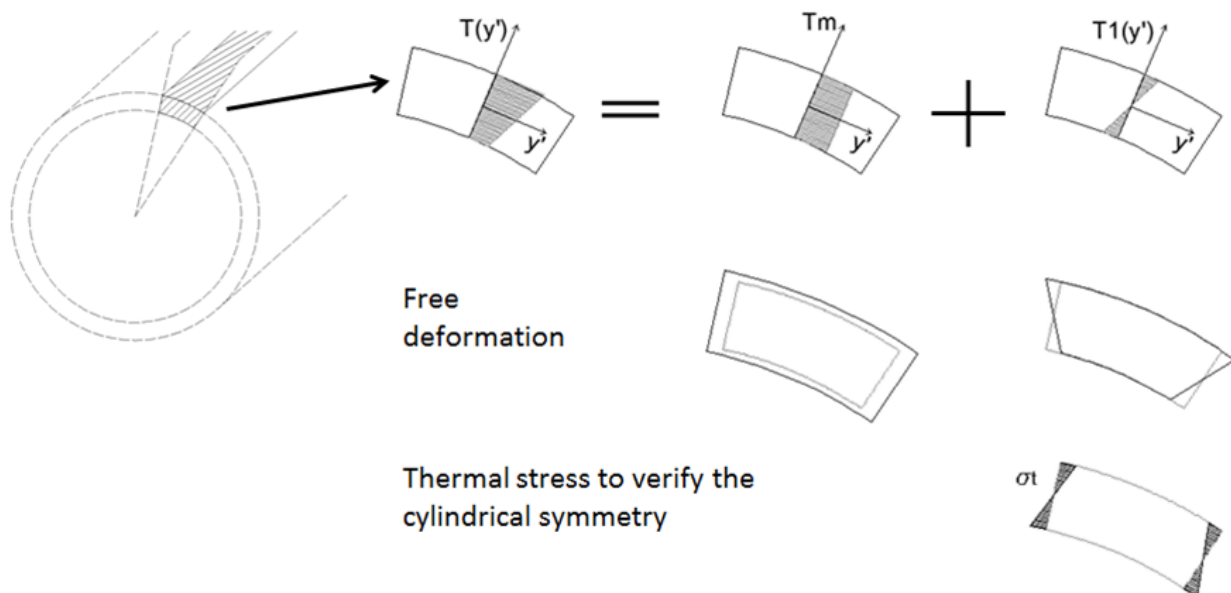 T(y')
Tm
T1(y')
=
+
y'
y'
y'
Free
deformation
Thermal stress to verify the
cylindrical symmetry
σt